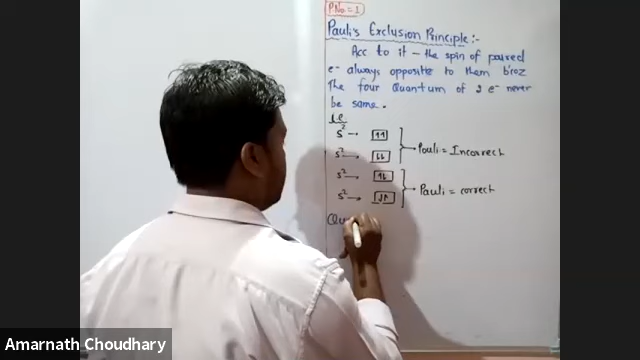 PNo = 1
Pauli's Exclusion Principle :-
Acc to it - the spin of paired
e- always opposite to them b'coz
The four Quantum of 2 e- never
be same.
ie
s² → ↑↑
s² → ↓↓
Pauli = Incorrect
s² → ↑↓
s² → ↓↑
Pauli = correct
Qu
Amarnath Choudhary